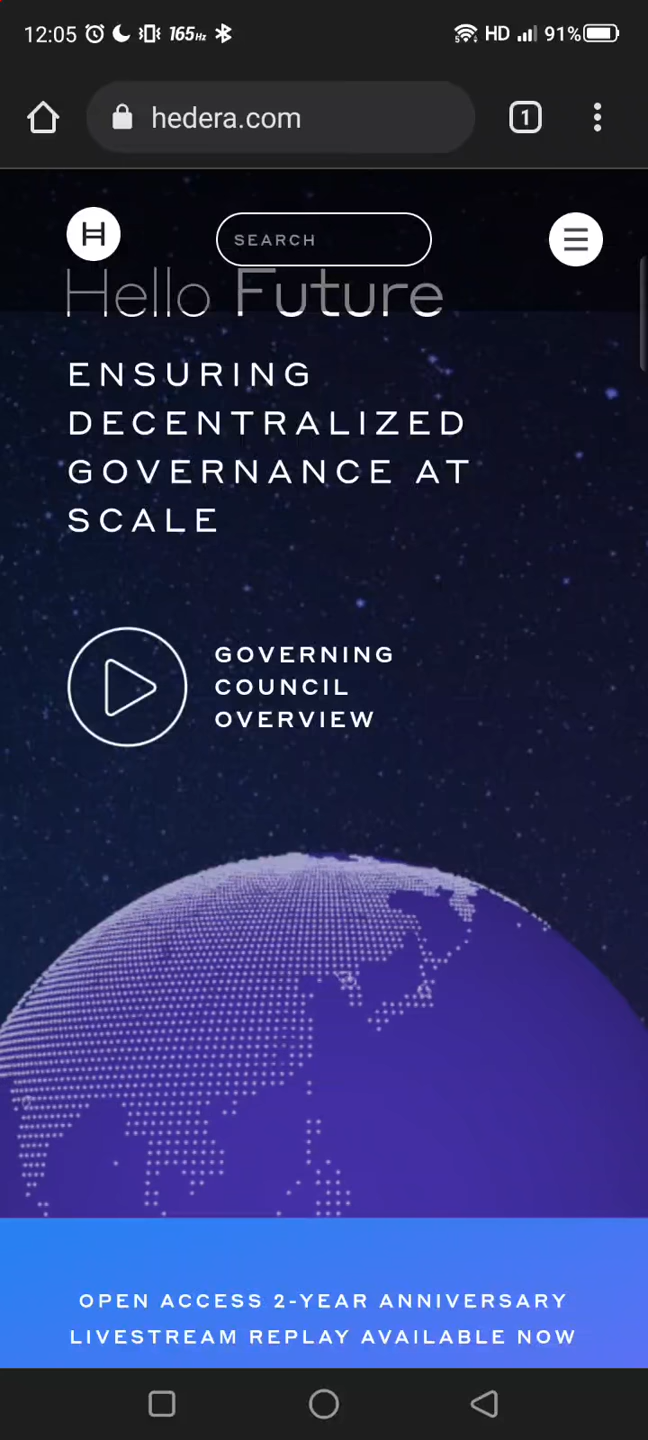 12:05 165Hz HD 91%
hedera.com 1
H SEARCH
Hello Future
ENSURING
DECENTRALIZED
GOVERNANCE AT
SCALE
GOVERNING
COUNCIL
OVERVIEW
OPEN ACCESS 2-YEAR ANNIVERSARY
LIVESTREAM REPLAY AVAILABLE NOW